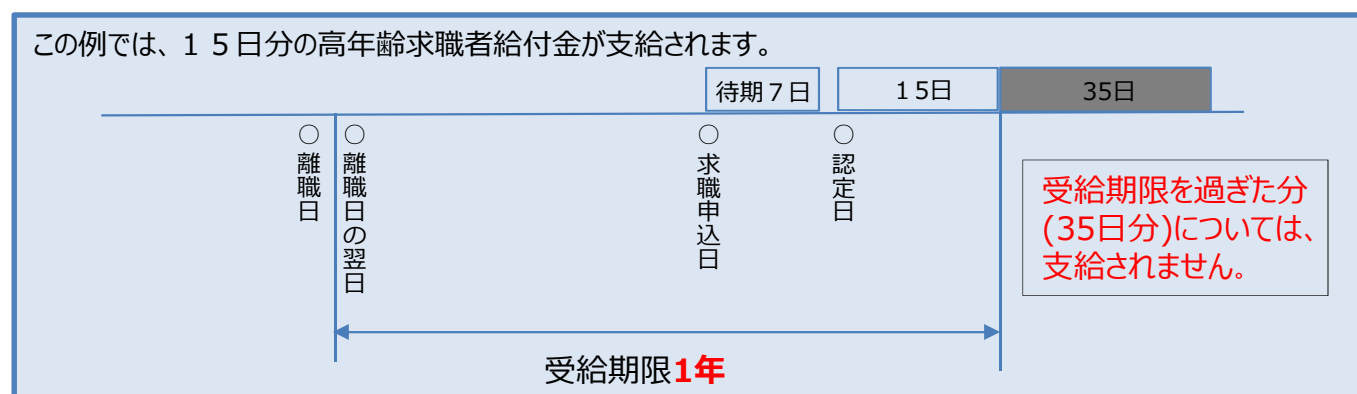 この例では、１５日分の高年齢求職者給付金が支給されます。
待期７日
１5日
35日
○離職日
○離職日の翌日
○求職申込日
○認定日
受給期限を過ぎた分
(35日分)については、
支給されません。
受給期限1年